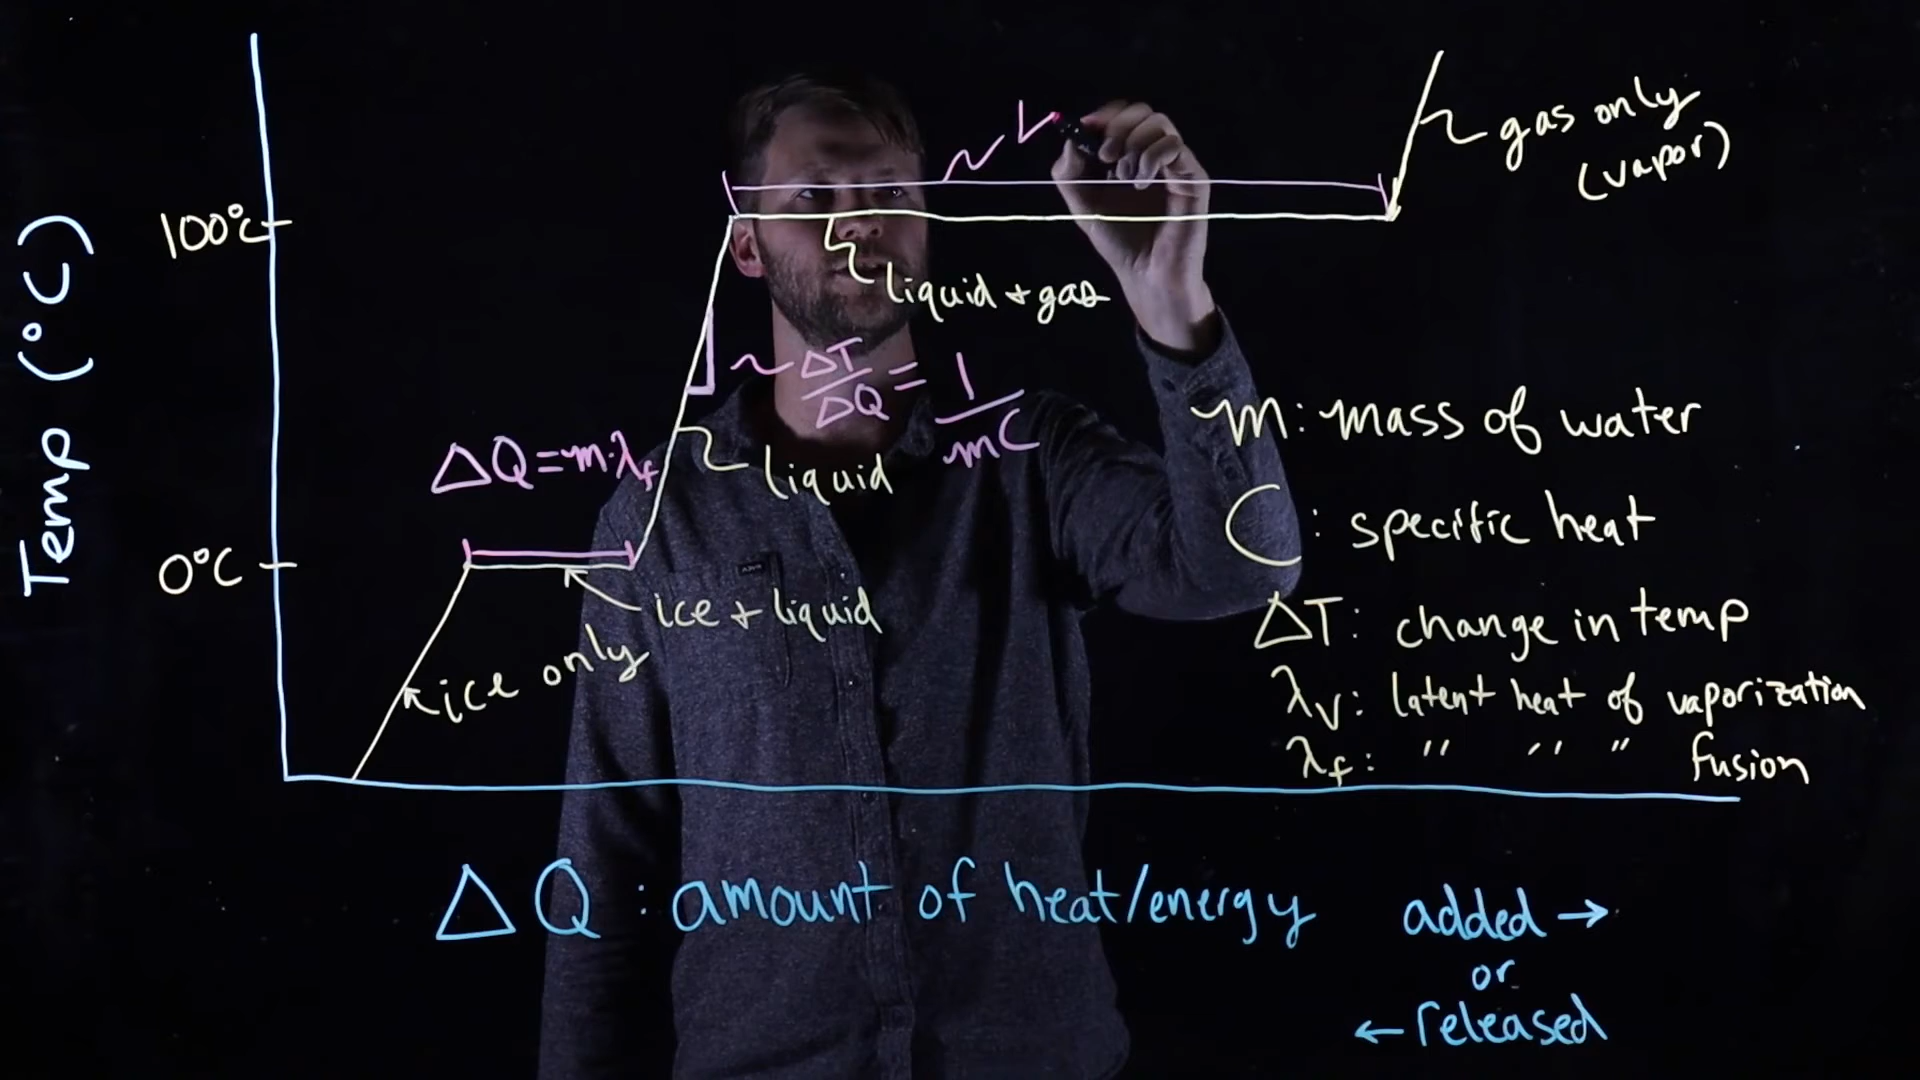 Temp (°C)
100°C
0°C
gas only
(vapor)
liquid + gas
~ ΔT/ΔQ = 1/mC
ΔQ=m·λf
liquid
ice + liquid
ice only
m: mass of water
C: specific heat
ΔT: change in temp
λv: latent heat of vaporization
λf: " " " fusion
ΔQ: amount of heat/energy
added →
or
← released